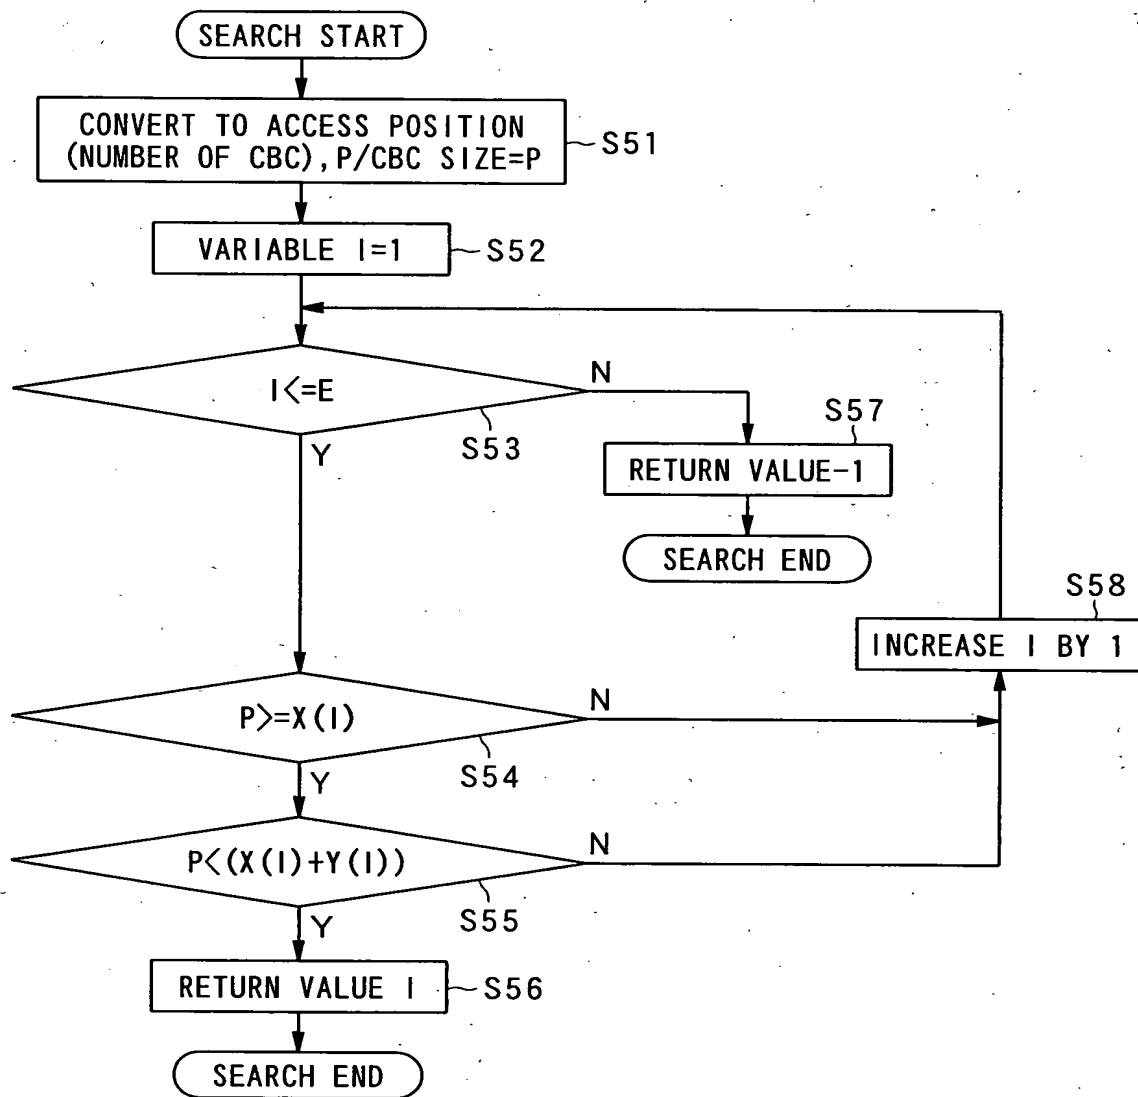 SEARCH START
CONVERT TO ACCESS POSITION
(NUMBER OF CBC), P/CBC SIZE=P
S51
VARIABLE I=1
S52
I<=E
N
S53
Y
S57
RETURN VALUE-1
SEARCH END
S58
INCREASE I BY 1
P>=X(I)
N
S54
Y
P<(X(I)+Y(I))
N
S55
Y
RETURN VALUE I
S56
SEARCH END